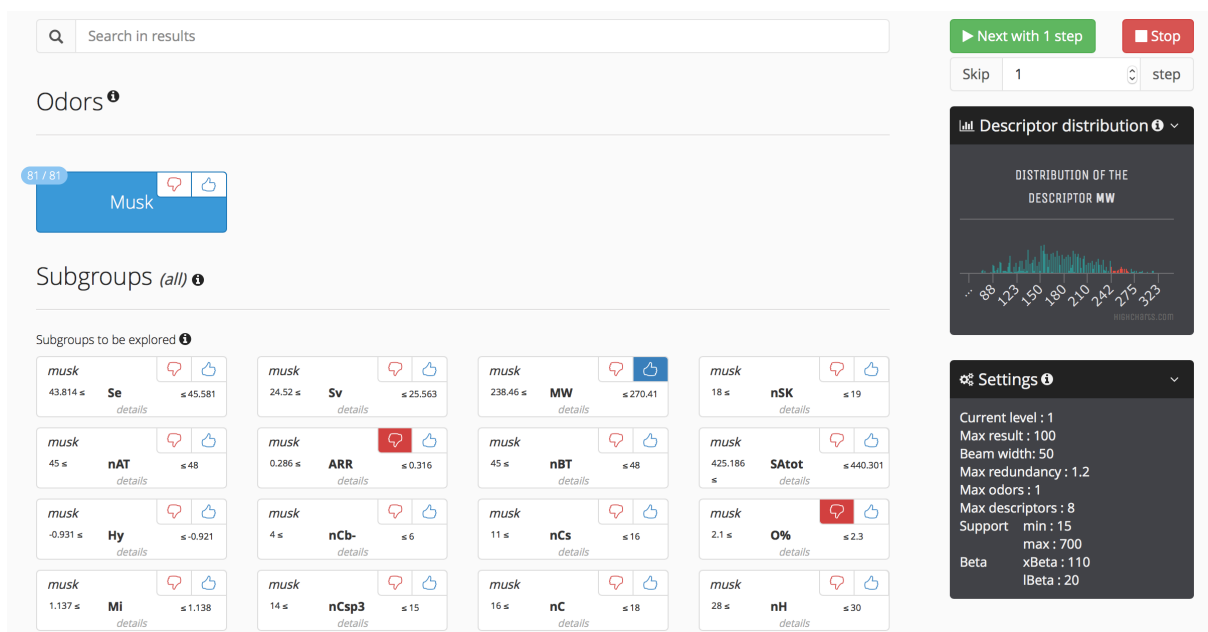 Search in results
Next with 1 step
Stop
Skip 1 step
Odors
81 / 81
Musk
Subgroups (all)
Subgroups to be explored
musk
43.814 ≤ Se ≤ 45.581
details
musk
24.52 ≤ Sv ≤ 25.563
details
musk
238.46 ≤ MW ≤ 270.41
details
musk
18 ≤ nSK ≤ 19
details
musk
45 ≤ nAT ≤ 48
details
musk
0.286 ≤ ARR ≤ 0.316
details
musk
45 ≤ nBT ≤ 48
details
musk
425.186 ≤ SAtot ≤ 440.301
details
musk
-0.931 ≤ Hy ≤ -0.921
details
musk
4 ≤ nCb- ≤ 6
details
musk
11 ≤ nCs ≤ 16
details
musk
2.1 ≤ O% ≤ 2.3
details
musk
1.137 ≤ Mi ≤ 1.138
details
musk
14 ≤ nCsp3 ≤ 15
details
musk
16 ≤ nC ≤ 18
details
musk
28 ≤ nH ≤ 30
details
Descriptor distribution
DISTRIBUTION OF THE
DESCRIPTOR MW
... 88 123 150 180 210 242 275 323
HIGHCHARTS.COM
Settings
Current level : 1
Max result : 100
Beam width: 50
Max redundancy : 1.2
Max odors : 1
Max descriptors : 8
Support min : 15
max : 700
Beta xBeta : 110
lBeta : 20